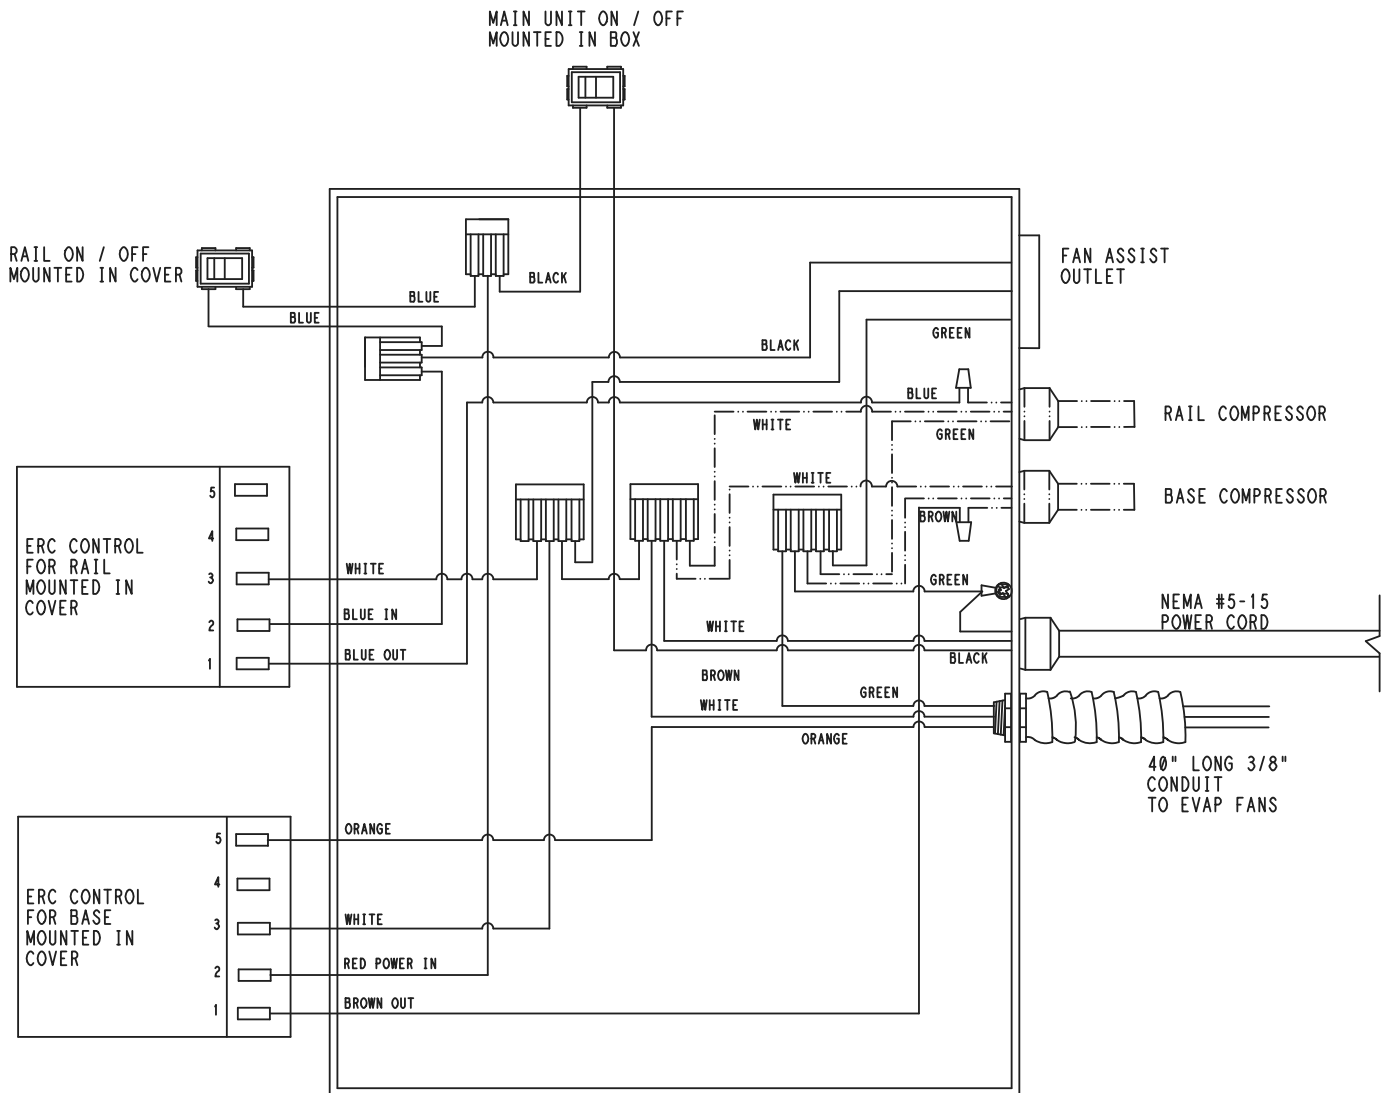 MAIN UNIT ON / OFF
MOUNTED IN BOX
RAIL ON / OFF
MOUNTED IN COVER
BLACK
BLUE
BLUE
FAN ASSIST
OUTLET
GREEN
BLACK
BLUE
WHITE
GREEN
RAIL COMPRESSOR
WHITE
BROWN
BASE COMPRESSOR
ERC CONTROL
FOR RAIL
MOUNTED IN
COVER
5
4
3
2
1
WHITE
BLUE IN
BLUE OUT
GREEN
WHITE
BLACK
NEMA #5-15
POWER CORD
BROWN
GREEN
WHITE
ORANGE
40" LONG 3/8"
CONDUIT
TO EVAP FANS
ERC CONTROL
FOR BASE
MOUNTED IN
COVER
5
4
3
2
1
ORANGE
WHITE
RED POWER IN
BROWN OUT